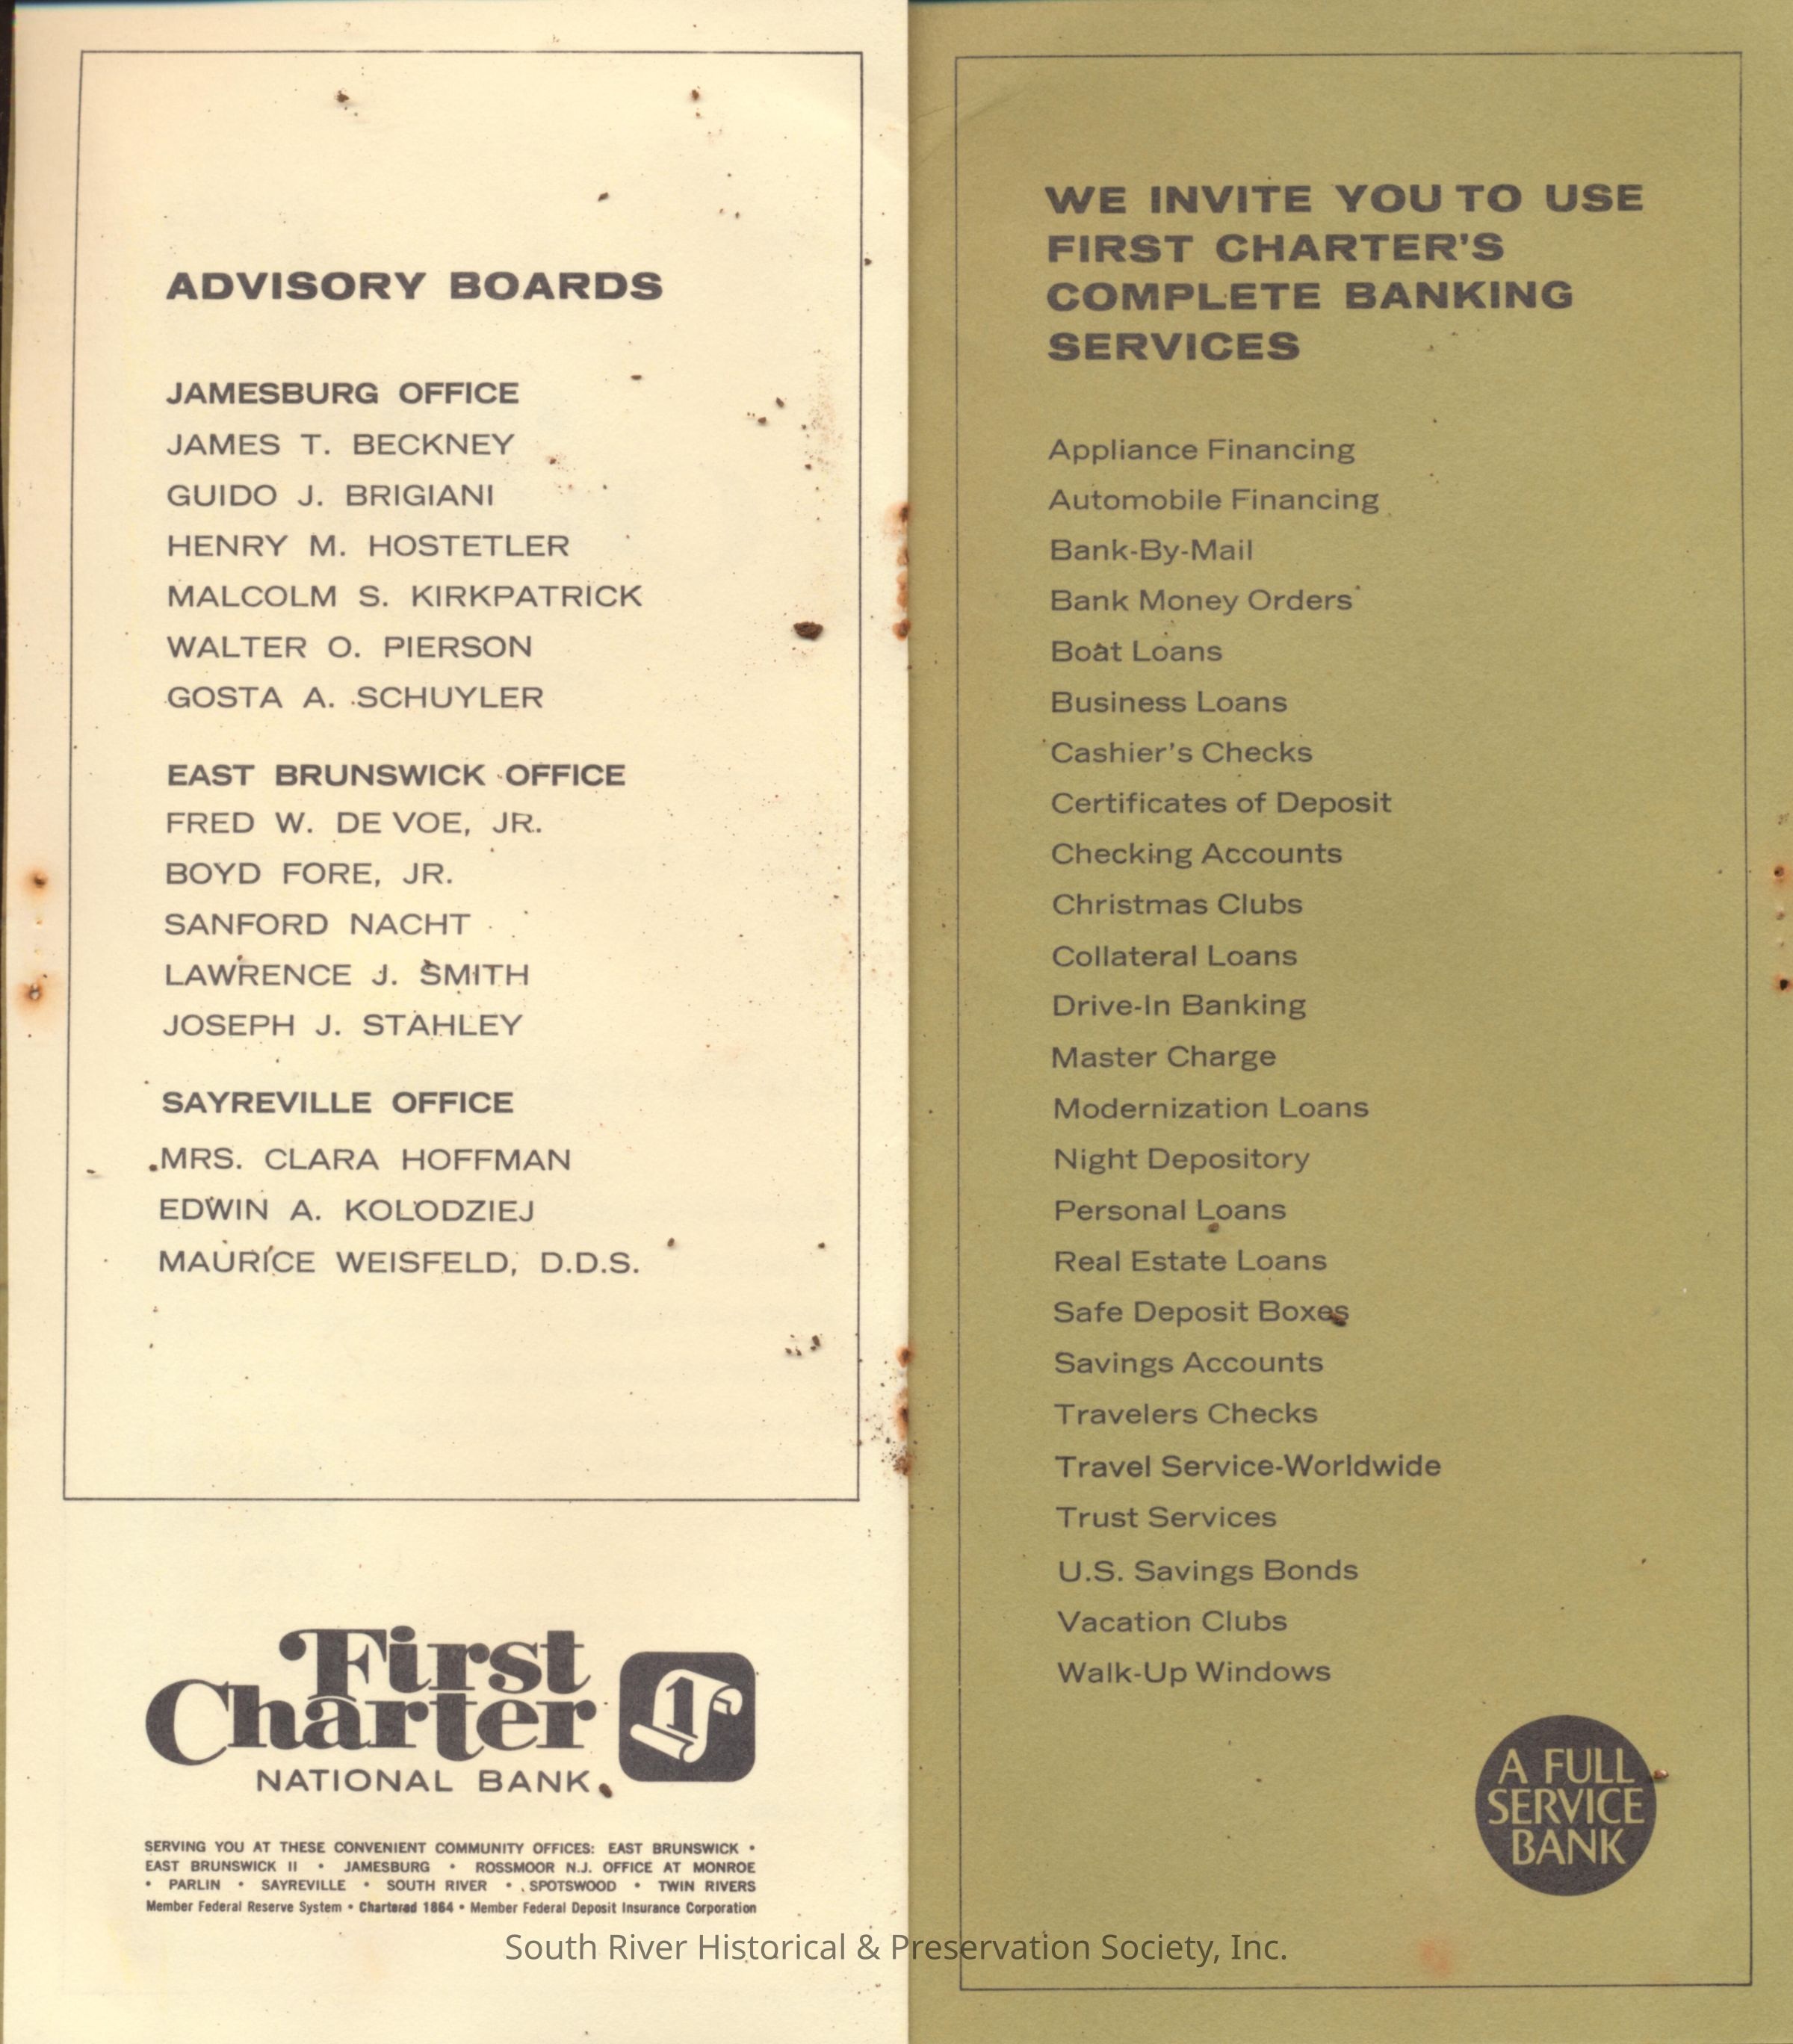 ADVISORY BOARDS
JAMESBURG OFFICE
JAMES T. BECKNEY
GUIDO J. BRIGIANI
HENRY M. HOSTETLER
MALCOLM S. KIRKPATRICK
WALTER O. PIERSON
GOSTA A. SCHUYLER
EAST BRUNSWICK OFFICE
FRED W. DE VOE, JR.
BOYD FORE, JR.
SANFORD NACHT
LAWRENCE J. SMITH
JOSEPH J. STAHLEY
SAYREVILLE OFFICE
MRS. CLARA HOFFMAN
EDWIN A. KOLODZIEJ
MAURICE WEISFELD, D.D.S.
First
Charter
NATIONAL BANK
1
SERVING YOU AT THESE CONVENIENT COMMUNITY OFFICES: EAST BRUNSWICK •
EAST BRUNSWICK II • JAMESBURG • ROSSMOOR N.J. OFFICE AT MONROE
• PARLIN • SAYREVILLE • SOUTH RIVER • SPOTSWOOD • TWIN RIVERS
Member Federal Reserve System • Chartered 1864 • Member Federal Deposit Insurance Corporation
WE INVITE YOU TO USE
FIRST CHARTER'S
COMPLETE BANKING
SERVICES
Appliance Financing
Automobile Financing
Bank-By-Mail
Bank Money Orders
Boat Loans
Business Loans
Cashier's Checks
Certificates of Deposit
Checking Accounts
Christmas Clubs
Collateral Loans
Drive-In Banking
Master Charge
Modernization Loans
Night Depository
Personal Loans
Real Estate Loans
Safe Deposit Boxes
Savings Accounts
Travelers Checks
Travel Service-Worldwide
Trust Services
U.S. Savings Bonds
Vacation Clubs
Walk-Up Windows
A FULL
SERVICE
BANK
South River Historical & Preservation Society, Inc.